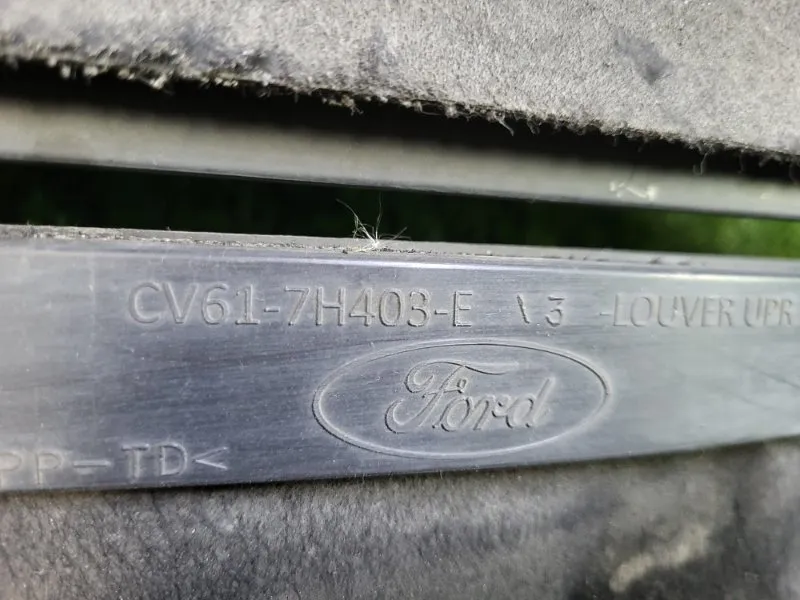 CV61-7H403-E \3 -LOUVER UPR
Ford
PP-TD<